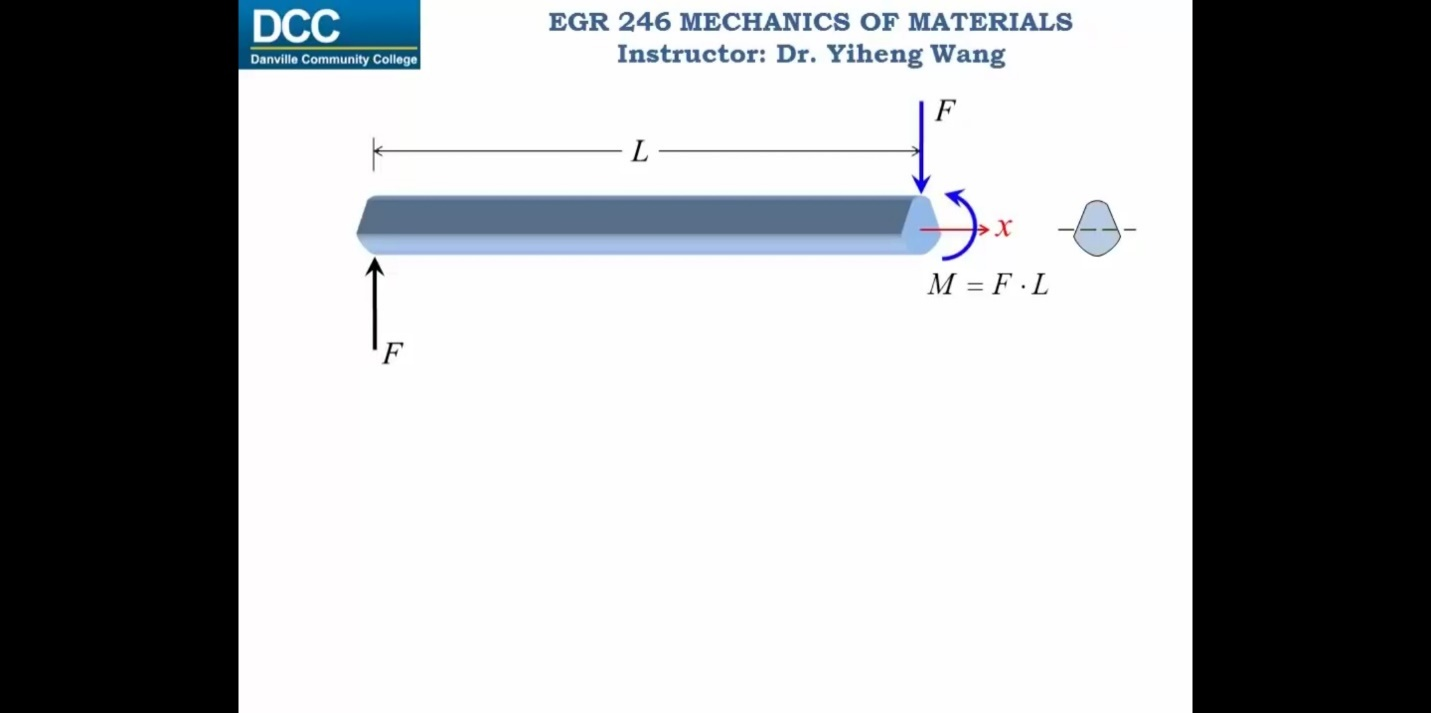 DCC
Danville Community College
EGR 246 MECHANICS OF MATERIALS
Instructor: Dr. Yiheng Wang
F
L
x
M = F · L
F